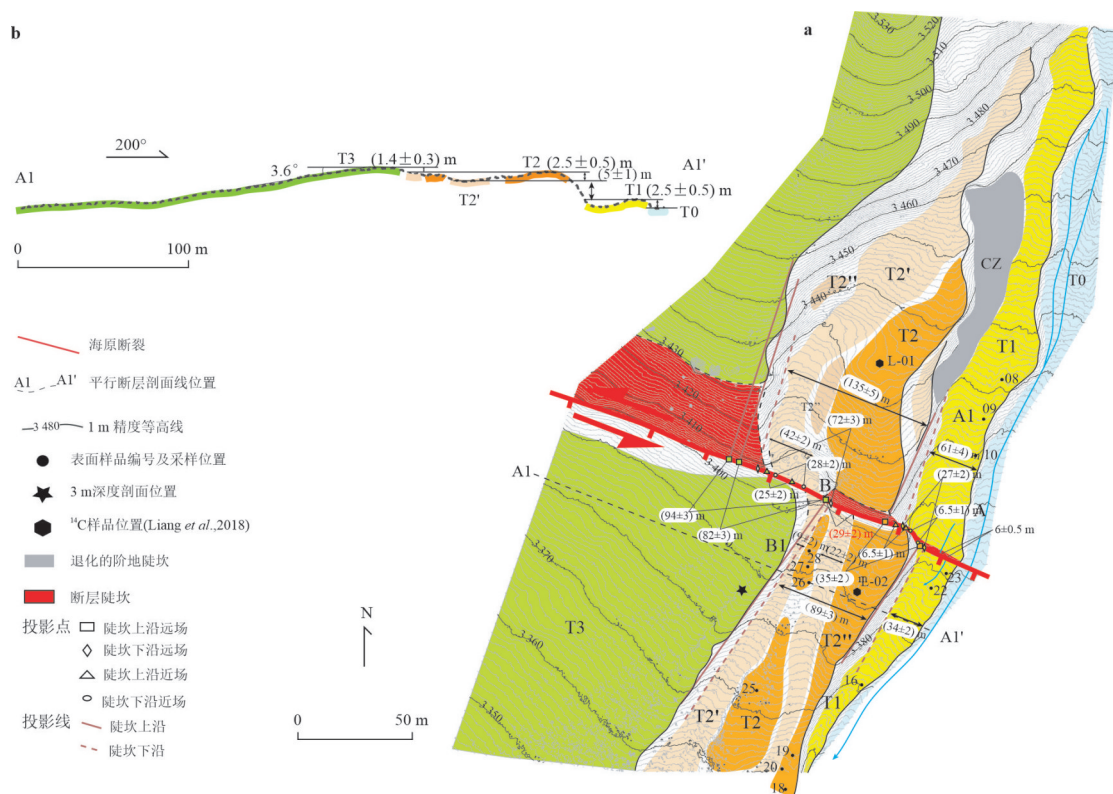 b
200°
A1
3.6°
T3
(1.4±0.3) m
T2
(2.5±0.5) m
(5±1) m
A1'
T2'
T1
(2.5±0.5) m
T0
0
100 m
海原断裂
A1 A1' 平行断层剖面线位置
3 480 1 m 精度等高线
表面样品编号及采样位置
3 m深度剖面位置
¹⁴C样品位置(Liang et al.,2018)
退化的阶地陡坎
断层陡坎
投影点
陡坎上沿远场
陡坎下沿远场
陡坎上沿近场
陡坎下沿近场
投影线
陡坎上沿
陡坎下沿
N
0
50 m
a
3.530
3.520
3.510
3.500
3.490
3.480
3.470
3.460
3.450
3.440
3.430
3.420
3.410
3.400
3.370
3.360
3.350
3.380
CZ
T0
T2''
T2'
T2
T1
L-01
08
09
10
A1
(135±5) m
T2''
(72±3) m
(42±2) m
(28±2) m
(61±4) m
(27±2) m
(25±2) m
B
(94±3) m
(82±3) m
(29±2) m
(6.5±1) m
(6.5±1) m
6±0.5 m
A1
B1
(9±2) m
(22±2) m
28
27
26
(35±2)
L-02
23
22
(89±3) m
(34±2) m
A1'
T3
T2''
16
25
T1
T2'
T2
19
20
18